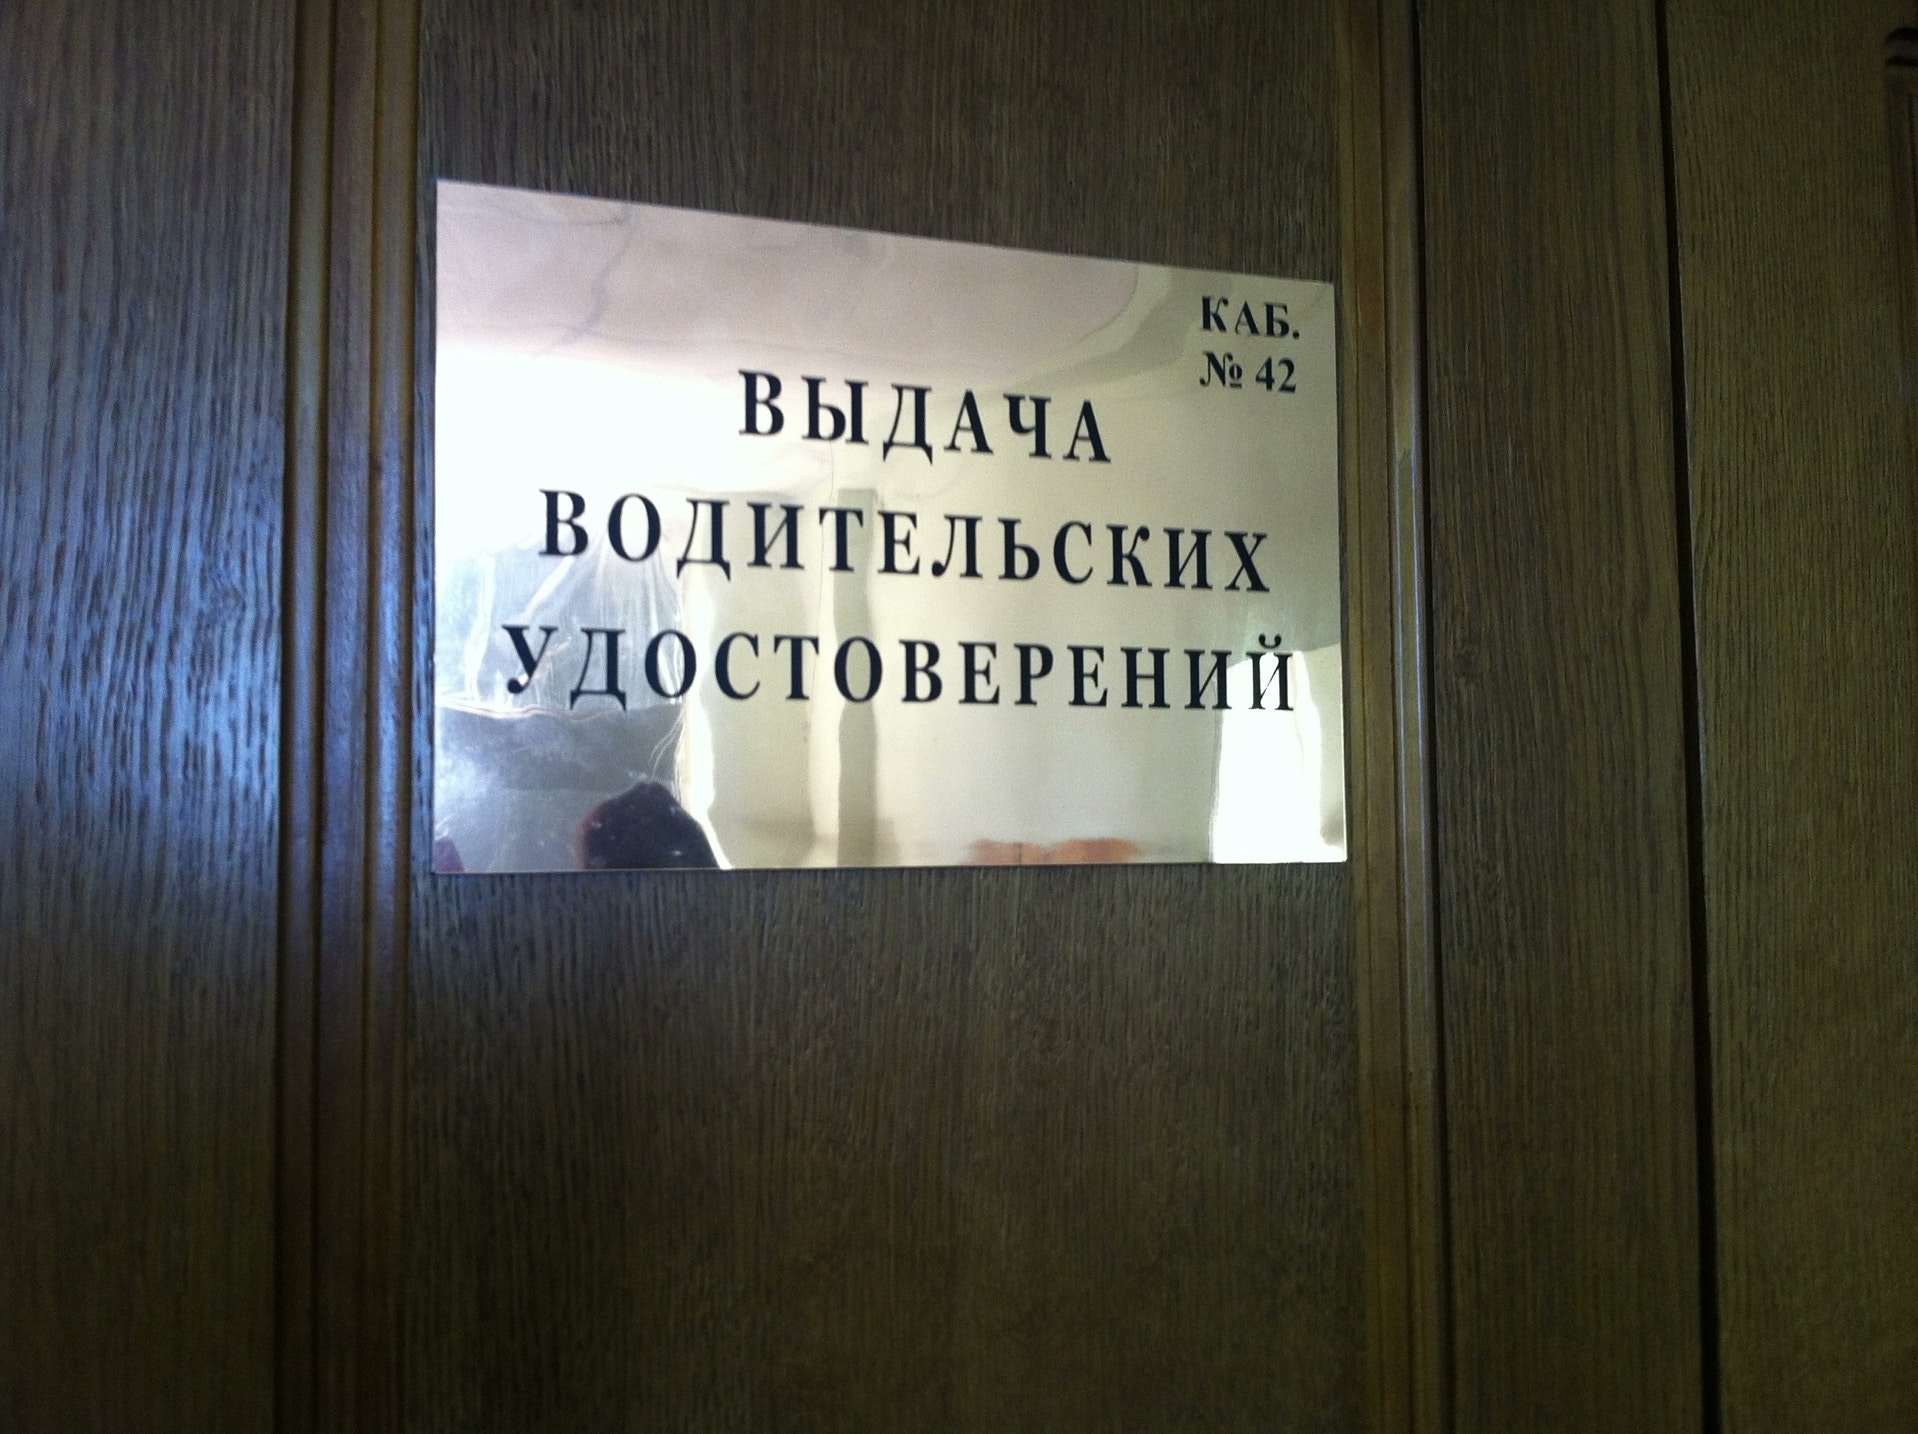 КАБ.
№ 42
ВЫДАЧА
ВОДИТЕЛЬСКИХ
УДОСТОВЕРЕНИЙ